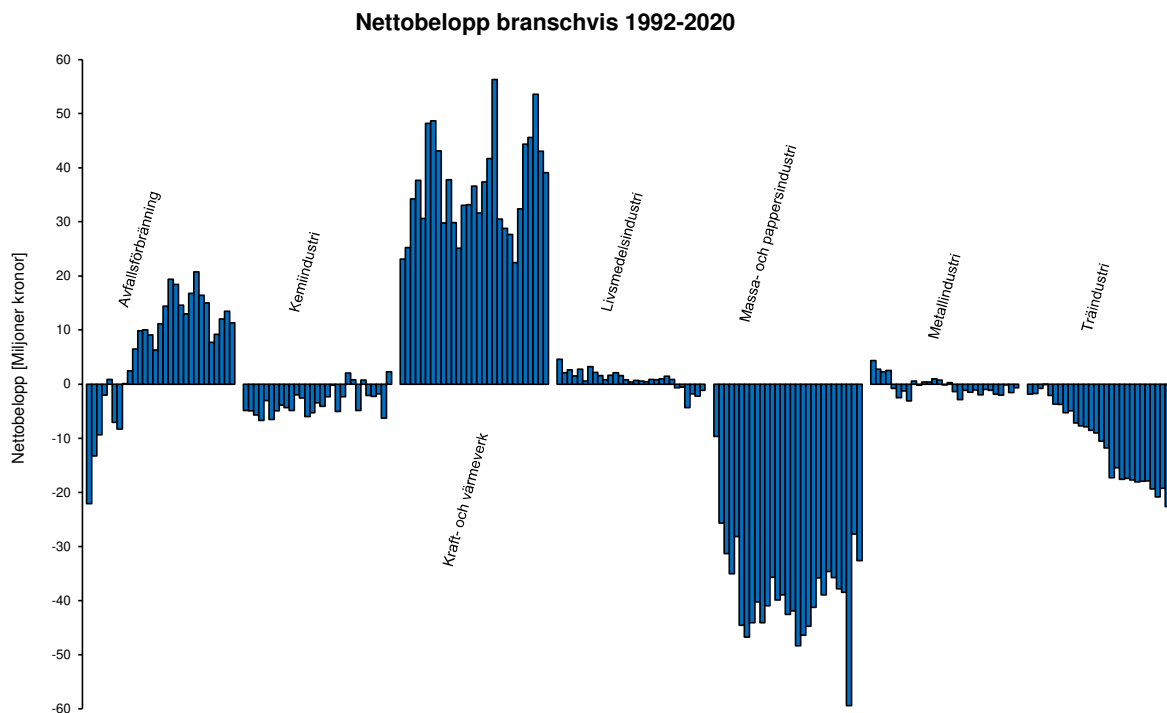 Nettobelopp branschvis 1992-2020
Nettobelopp [Miljoner kronor]
60
50
40
30
20
10
0
-10
-20
-30
-40
-50
-60
Avfallsförbränning
Kemiindustri
Kraft- och värmeverk
Livsmedelsindustri
Massa- och pappersindustri
Metallindustri
Träindustri